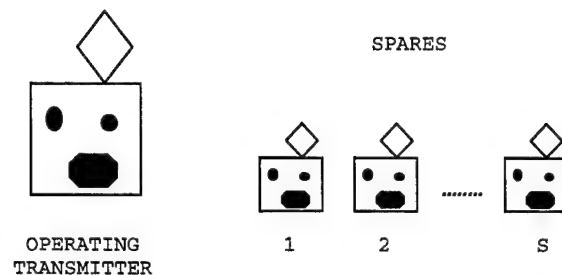 SPARES
OPERATING
TRANSMITTER
1 2 ........ S